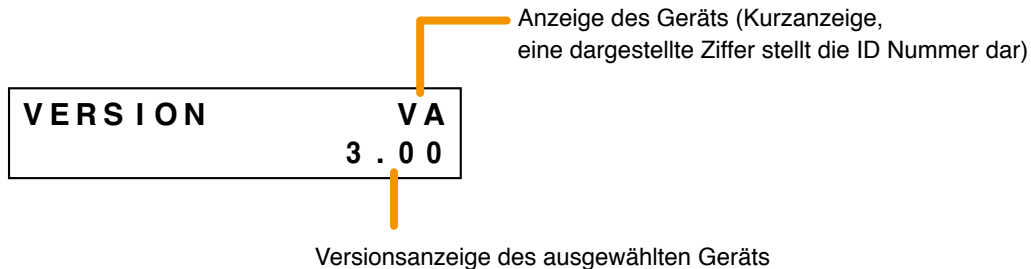 Anzeige des Geräts (Kurzanzeige,
eine dargestellte Ziffer stellt die ID Nummer dar)
VERSION VA
3.00
Versionsanzeige des ausgewählten Geräts